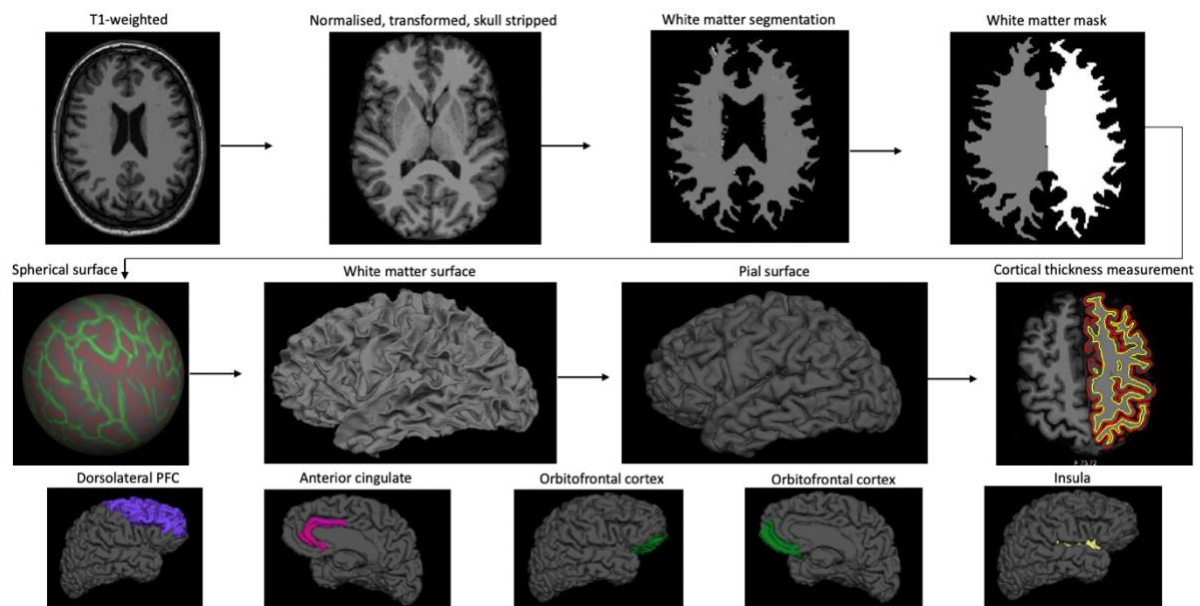 T1-weighted
Normalised, transformed, skull stripped
White matter segmentation
White matter mask
Spherical surface
White matter surface
Pial surface
Cortical thickness measurement
Dorsolateral PFC
Anterior cingulate
Orbitofrontal cortex
Orbitofrontal cortex
Insula